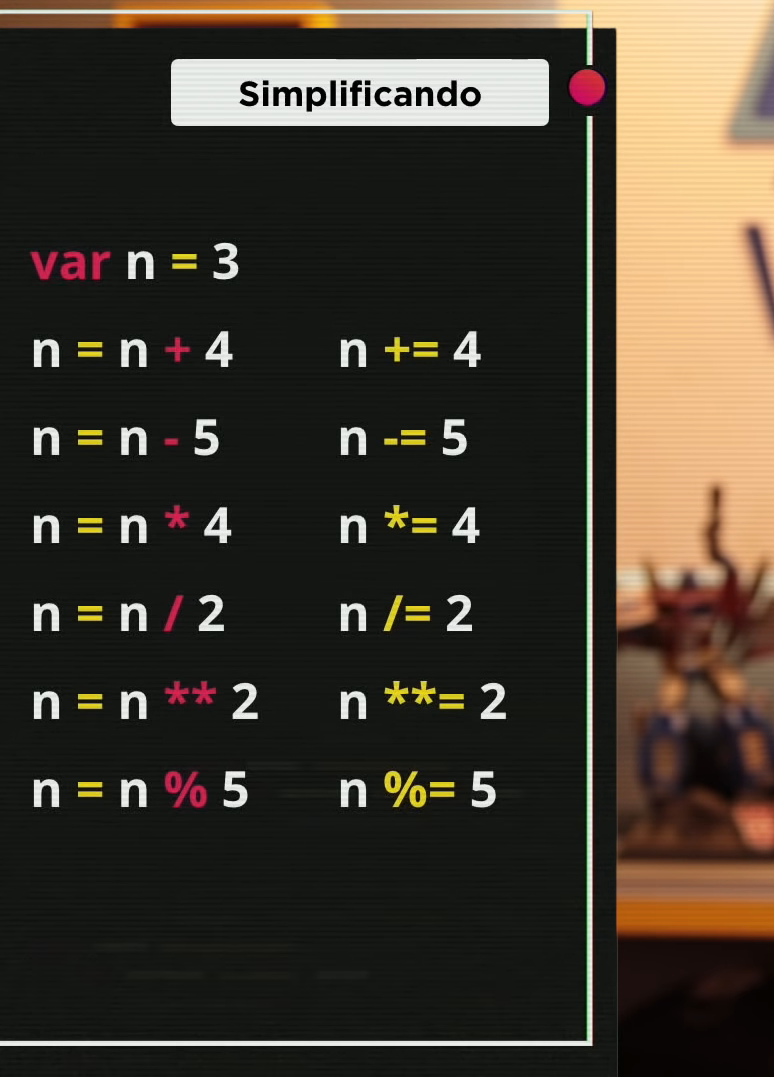 Simplificando
var n = 3
n = n + 4 n += 4
n = n - 5 n -= 5
n = n * 4 n *= 4
n = n / 2 n /= 2
n = n ** 2 n **= 2
n = n % 5 n %= 5